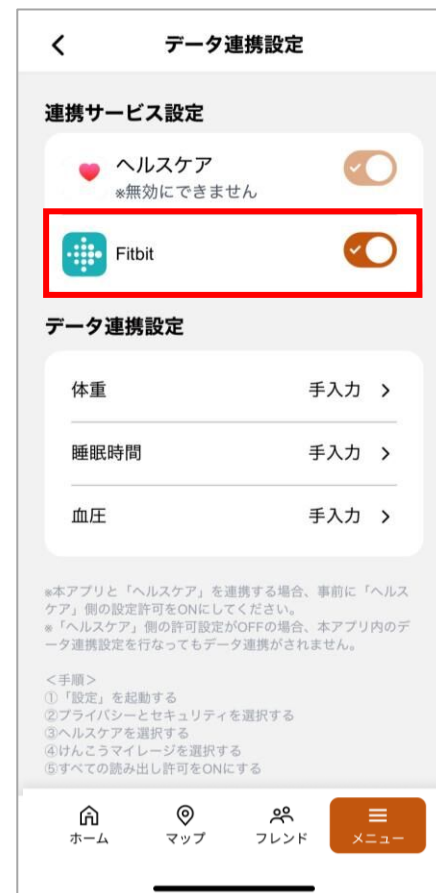 データ連携設定
連携サービス設定
ヘルスケア
※無効にできません
Fitbit
データ連携設定
体重 手入力
睡眠時間 手入力
血圧 手入力
※本アプリと「ヘルスケア」を連携する場合、事前に「ヘルス
ケア」側の設定許可をONにしてください。
※「ヘルスケア」側の許可設定がOFFの場合、本アプリ内のデ
ータ連携設定を行なってもデータ連携がされません。
<手順>
①「設定」を起動する
②プライバシーとセキュリティを選択する
③ヘルスケアを選択する
④けんこうマイレージを選択する
⑤すべての読み出し許可をONにする
ホーム マップ フレンド メニュー